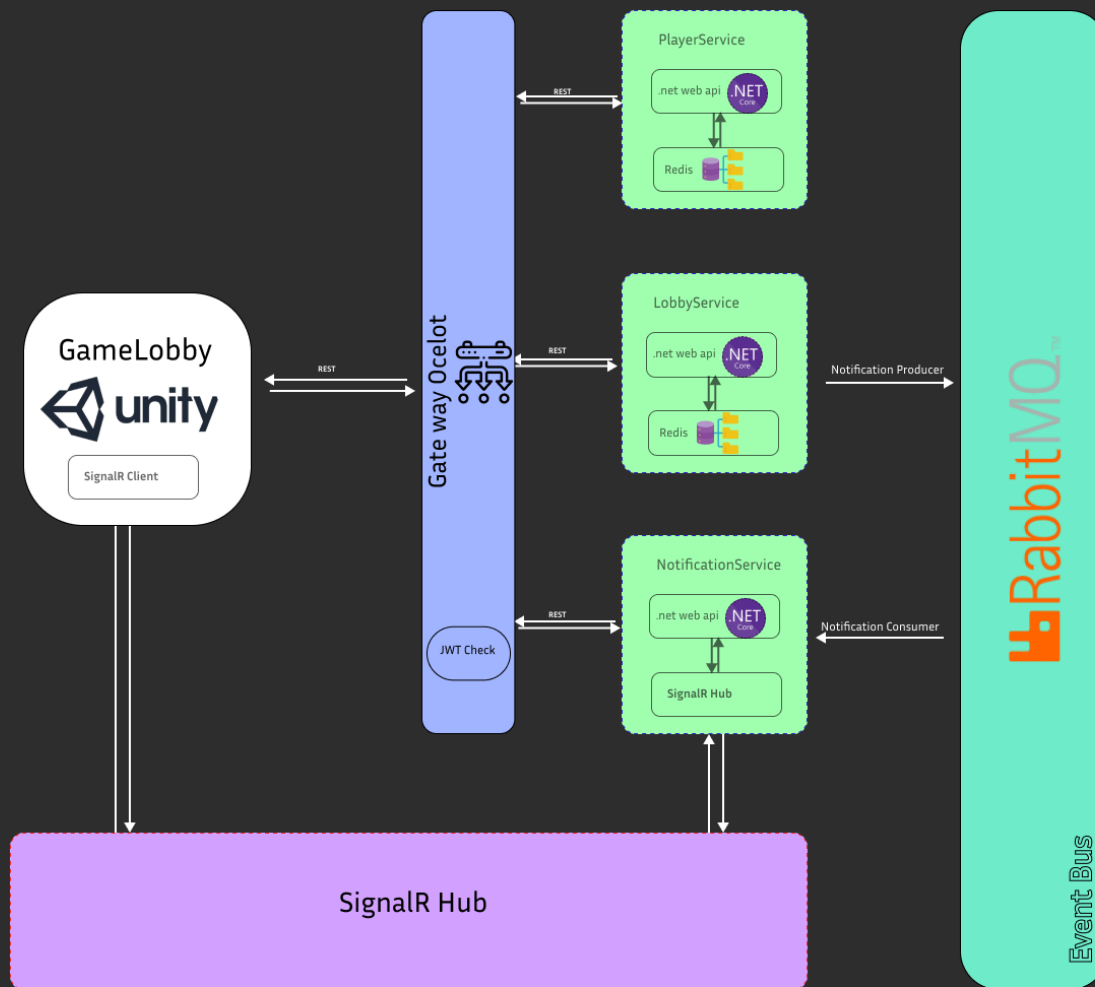 PlayerService
.net web api
.NET
Core
REST
Redis
LobbyService
.net web api
.NET
Core
REST
Redis
GameLobby
unity
SignalR Client
REST
Gate way Ocelot
JWT Check
Notification Producer
NotificationService
.net web api
.NET
Core
REST
SignalR Hub
Notification Consumer
RabbitMQ™
Event Bus
SignalR Hub